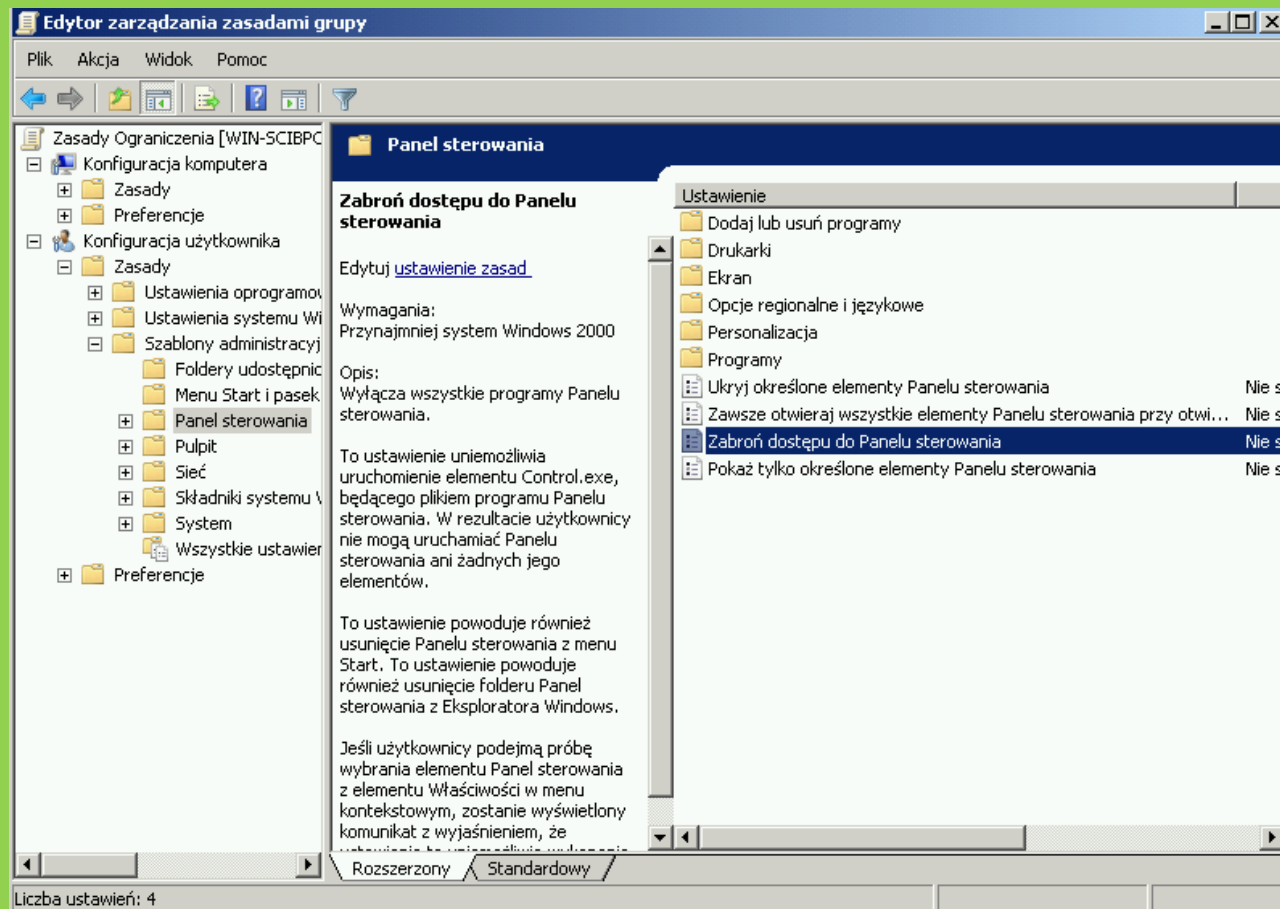 Edytor zarządzania zasadami grupy
Plik Akcja Widok Pomoc
Zasady Ograniczenia [WIN-SCIBPC
Konfiguracja komputera
Zasady
Preferencje
Konfiguracja użytkownika
Zasady
Ustawienia oprogramow
Ustawienia systemu Wi
Szablony administracyj
Foldery udostępnic
Menu Start i pasek
Panel sterowania
Pulpit
Sieć
Składniki systemu
System
Wszystkie ustawier
Preferencje
Panel sterowania
Zabroń dostępu do Panelu
sterowania
Edytuj ustawienie zasad
Wymagania:
Przynajmniej system Windows 2000
Opis:
Wyłącza wszystkie programy Panelu
sterowania.
To ustawienie uniemożliwia
uruchomienie elementu Control.exe,
będącego plikiem programu Panelu
sterowania. W rezultacie użytkownicy
nie mogą uruchamiać Panelu
sterowania ani żadnych jego
elementów.
To ustawienie powoduje również
usunięcie Panelu sterowania z menu
Start. To ustawienie powoduje
również usunięcie folderu Panel
sterowania z Eksploratora Windows.
Jeśli użytkownicy podejmą próbę
wybrania elementu Panel sterowania
z elementu Właściwości w menu
kontekstowym, zostanie wyświetlony
komunikat z wyjaśnieniem, że
Ustawienie
Dodaj lub usuń programy
Drukarki
Ekran
Opcje regionalne i językowe
Personalizacja
Programy
Ukryj określone elementy Panelu sterowania Nie s
Zawsze otwieraj wszystkie elementy Panelu sterowania przy otwi... Nie s
Zabroń dostępu do Panelu sterowania Nie s
Pokaż tylko określone elementy Panelu sterowania Nie s
Rozszerzony Standardowy
Liczba ustawień: 4